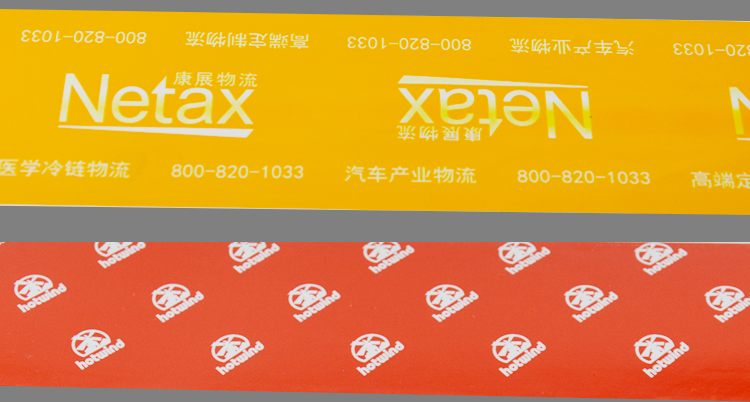 800-820-1033 高端定制物流 800-820-1033 汽车产业物流 800-820-1033
康展物流 康展物流
Netax Netax N
医学冷链物流 800-820-1033 汽车产业物流 800-820-1033 高端定
hotwind hotwind hotwind hotwind hotwind
hotwind hotwind hotwind hotwind hotwind hotwind
hotwind hotwind hotwind hotwind hotwind